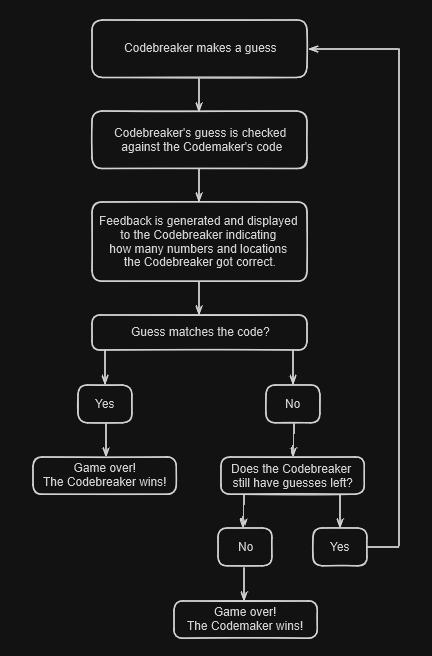 Codebreaker makes a guess
Codebreaker's guess is checked
against the Codemaker's code
Feedback is generated and displayed
to the Codebreaker indicating
how many numbers and locations
the Codebreaker got correct.
Guess matches the code?
Yes
No
Game over!
The Codebreaker wins!
Does the Codebreaker
still have guesses left?
No
Yes
Game over!
The Codemaker wins!